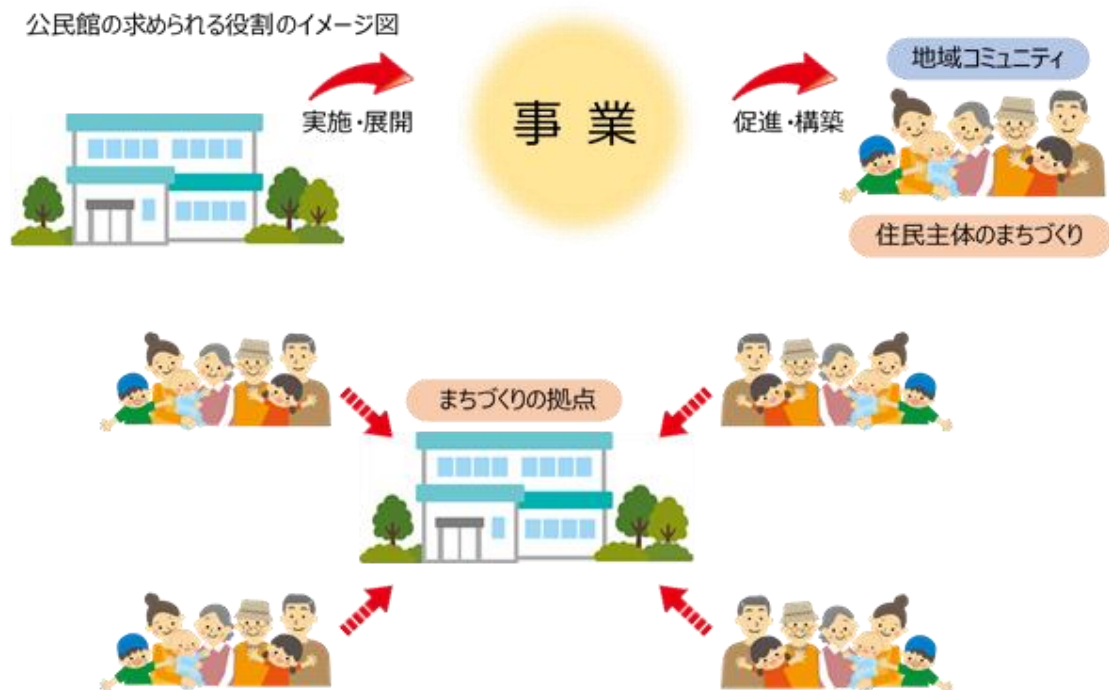 公民館の求められる役割のイメージ図
実施・展開
事業
促進・構築
地域コミュニティ
住民主体のまちづくり
まちづくりの拠点